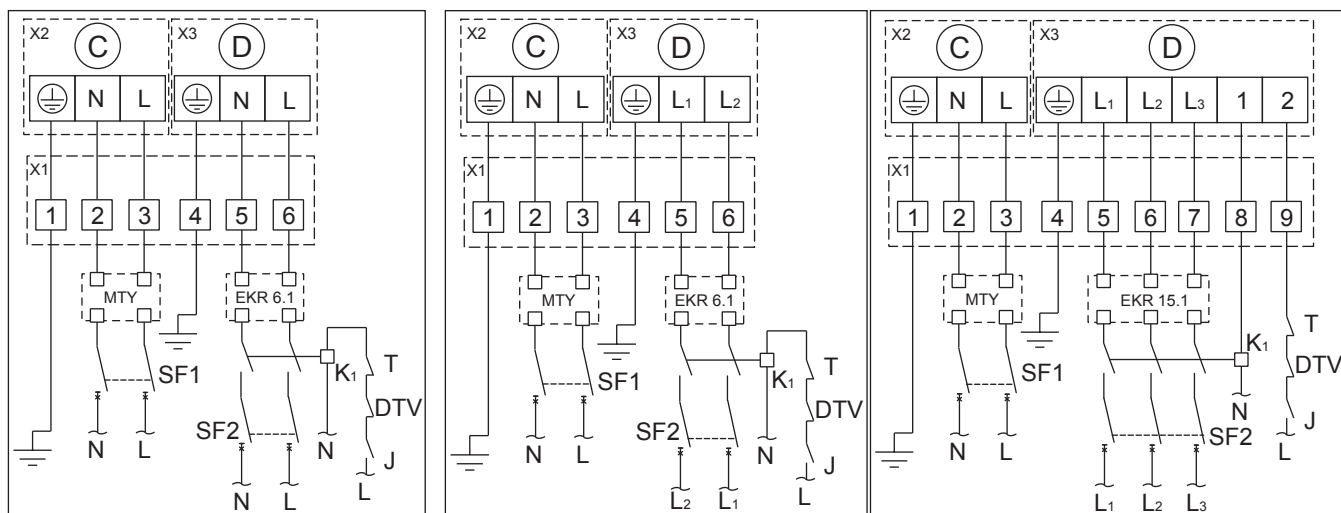 X2 C X3 D
N L N L
X1
1 2 3 4 5 6
MTY EKR 6.1
K1 T
SF1
DTV
SF2
N L N J
N L L
X2 C X3 D
N L L1 L2
X1
1 2 3 4 5 6
MTY EKR 6.1
K1 T
SF1
DTV
SF2
N L N J
L2 L1 L
X2 C X3 D
N L L1 L2 L3 1 2
X1
1 2 3 4 5 6 7 8 9
MTY EKR 15.1
T
K1
SF1 DTV
N J
SF2
N L L
L1 L2 L3